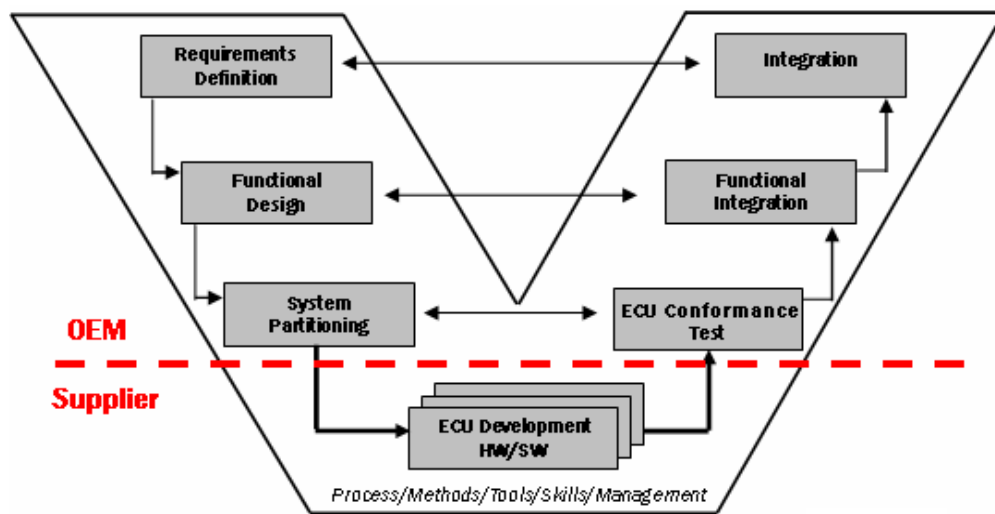 Requirements
Definition
Integration
Functional
Design
Functional
Integration
System
Partitioning
ECU Conformance
Test
OEM
Supplier
ECU Development
HW/SW
Process/Methods/Tools/Skills/Management